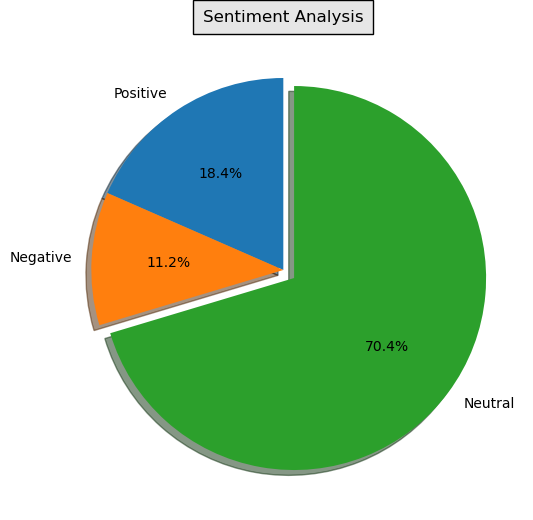 Sentiment Analysis
Positive
18.4%
Negative
11.2%
70.4%
Neutral